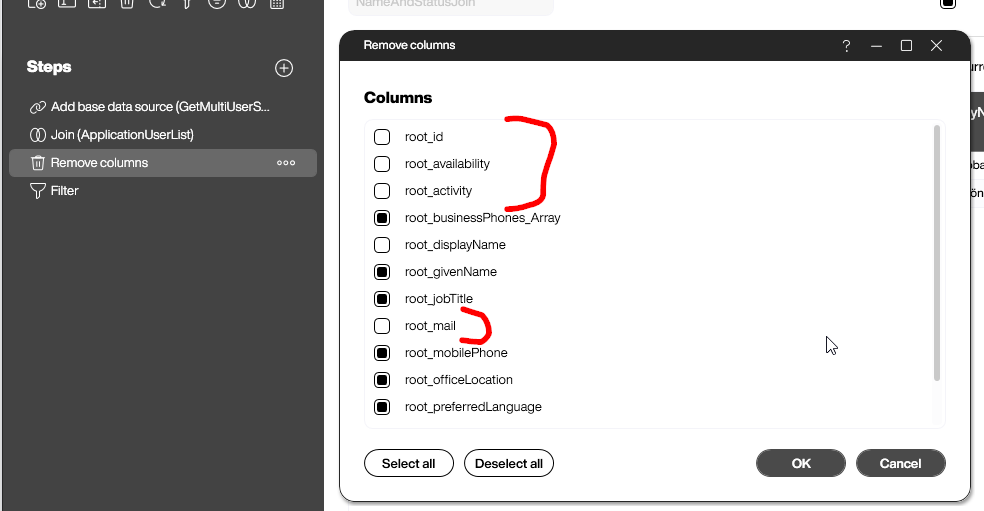 NameAndStatusJoin
Remove columns
?
Steps
Columns
Add base data source (GetMultiUserS...
Join (ApplicationUserList)
Remove columns
Filter
root_id
root_availability
root_activity
root_businessPhones_Array
root_displayName
root_givenName
root_jobTitle
root_mail
root_mobilePhone
root_officeLocation
root_preferredLanguage
Select all
Deselect all
OK
Cancel